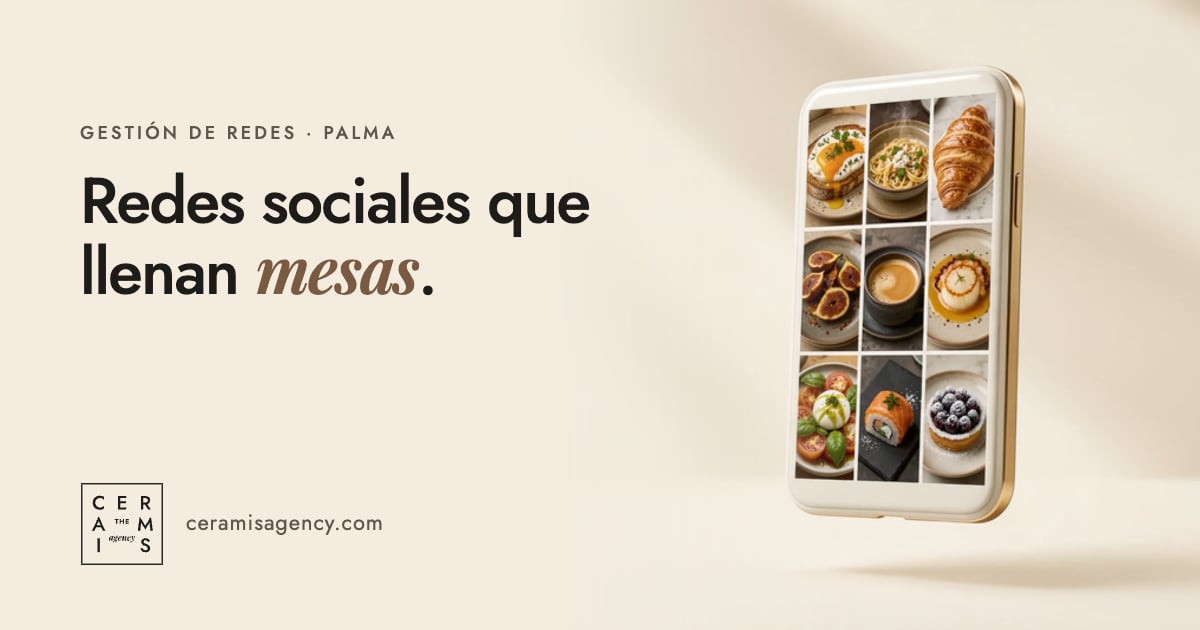 GESTIÓN DE REDES · PALMA
Redes sociales que
llenan mesas.
CER
A THE M
I agency S
ceramisagency.com